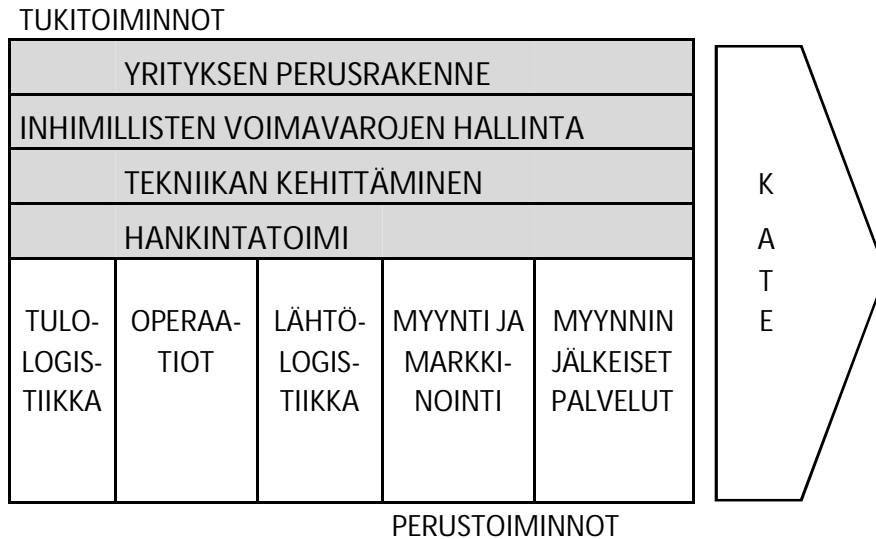 TUKITOIMINNOT
YRITYKSEN PERUSRAKENNE
INHIMILLISTEN VOIMAVAROJEN HALLINTA
TEKNIIKAN KEHITTÄMINEN
HANKINTATOIMI
TULO-
LOGIS-
TIIKKA
OPERAA-
TIOT
LÄHTÖ-
LOGIS-
TIIKKA
MYYNTI JA
MARKKI-
NOINTI
MYYNNIN
JÄLKEISET
PALVELUT
K
A
T
E
PERUSTOIMINNOT